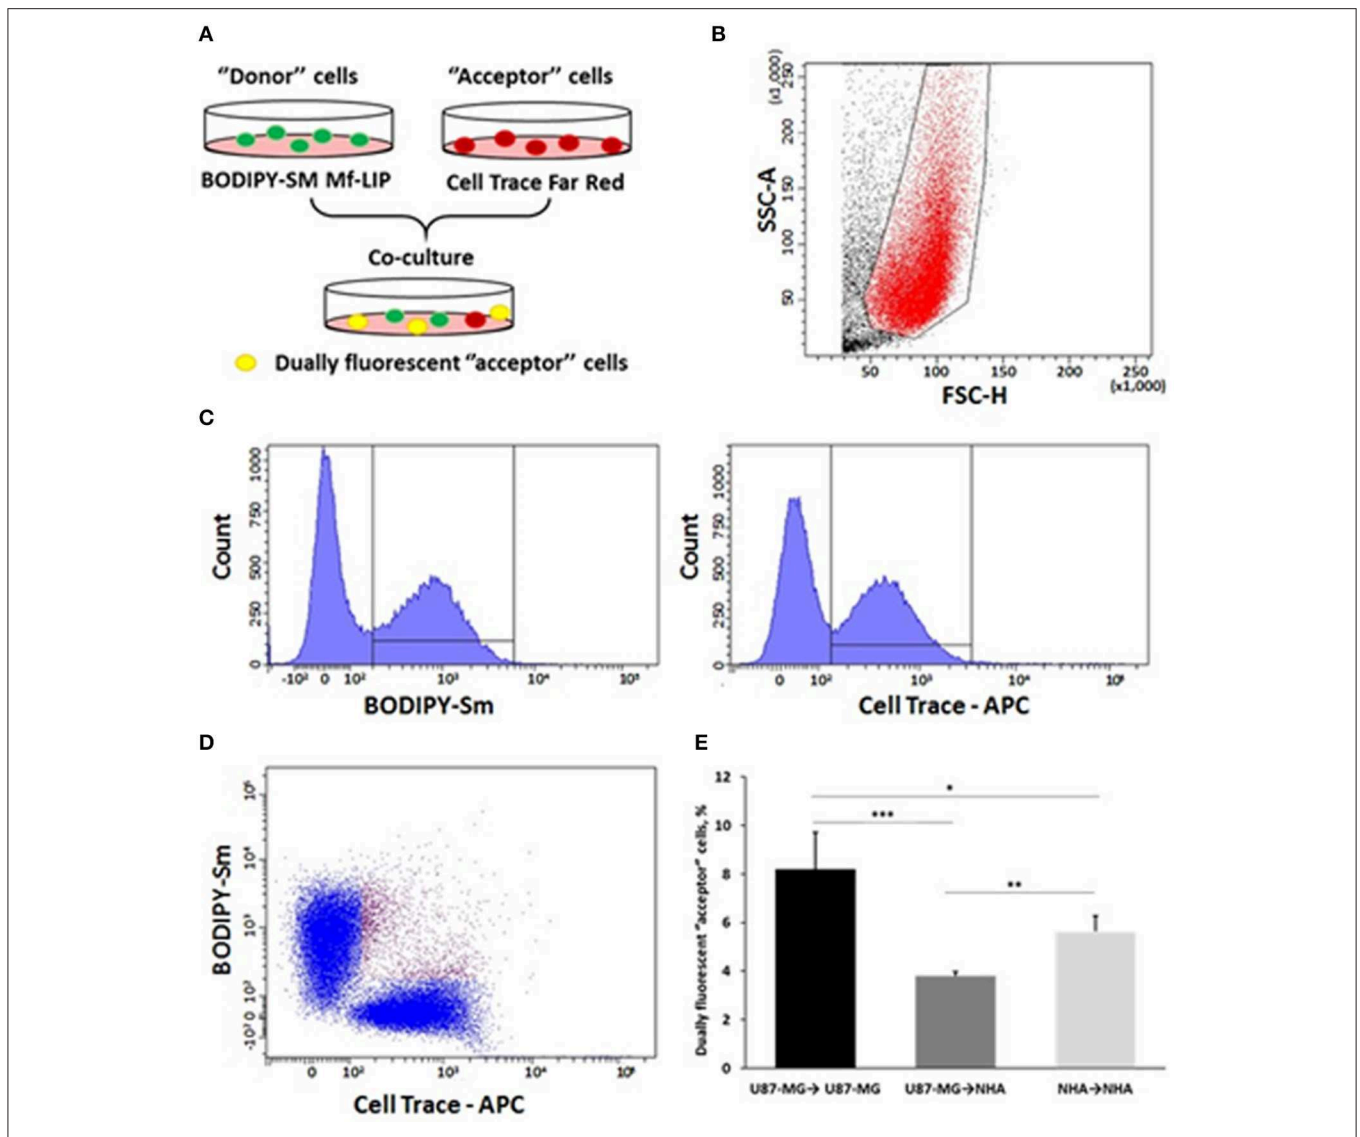 A
"Donor" cells
"Acceptor" cells
BODIPY-SM Mf-LIP
Cell Trace Far Red
Co-culture
Dually fluorescent "acceptor" cells
B
(x1,000)
250
200
150
100
50
SSC-A
50 100 150 200 250
(x1,000)
FSC-H
C
1000
750
500
250
0
Count
-10² 0 10² 10³ 10⁴ 10⁵
BODIPY-Sm
1000
750
500
250
0
Count
0 10² 10³ 10⁴ 10⁵
Cell Trace - APC
D
10⁵
10⁴
10³
10²
0
-10²
BODIPY-Sm
0 10² 10³ 10⁴ 10⁵
Cell Trace - APC
E
12
10
8
6
4
2
0
Dually fluorescent "acceptor" cells, %
*
***
**
U87-MG→ U87-MG
U87-MG→NHA
NHA→NHA